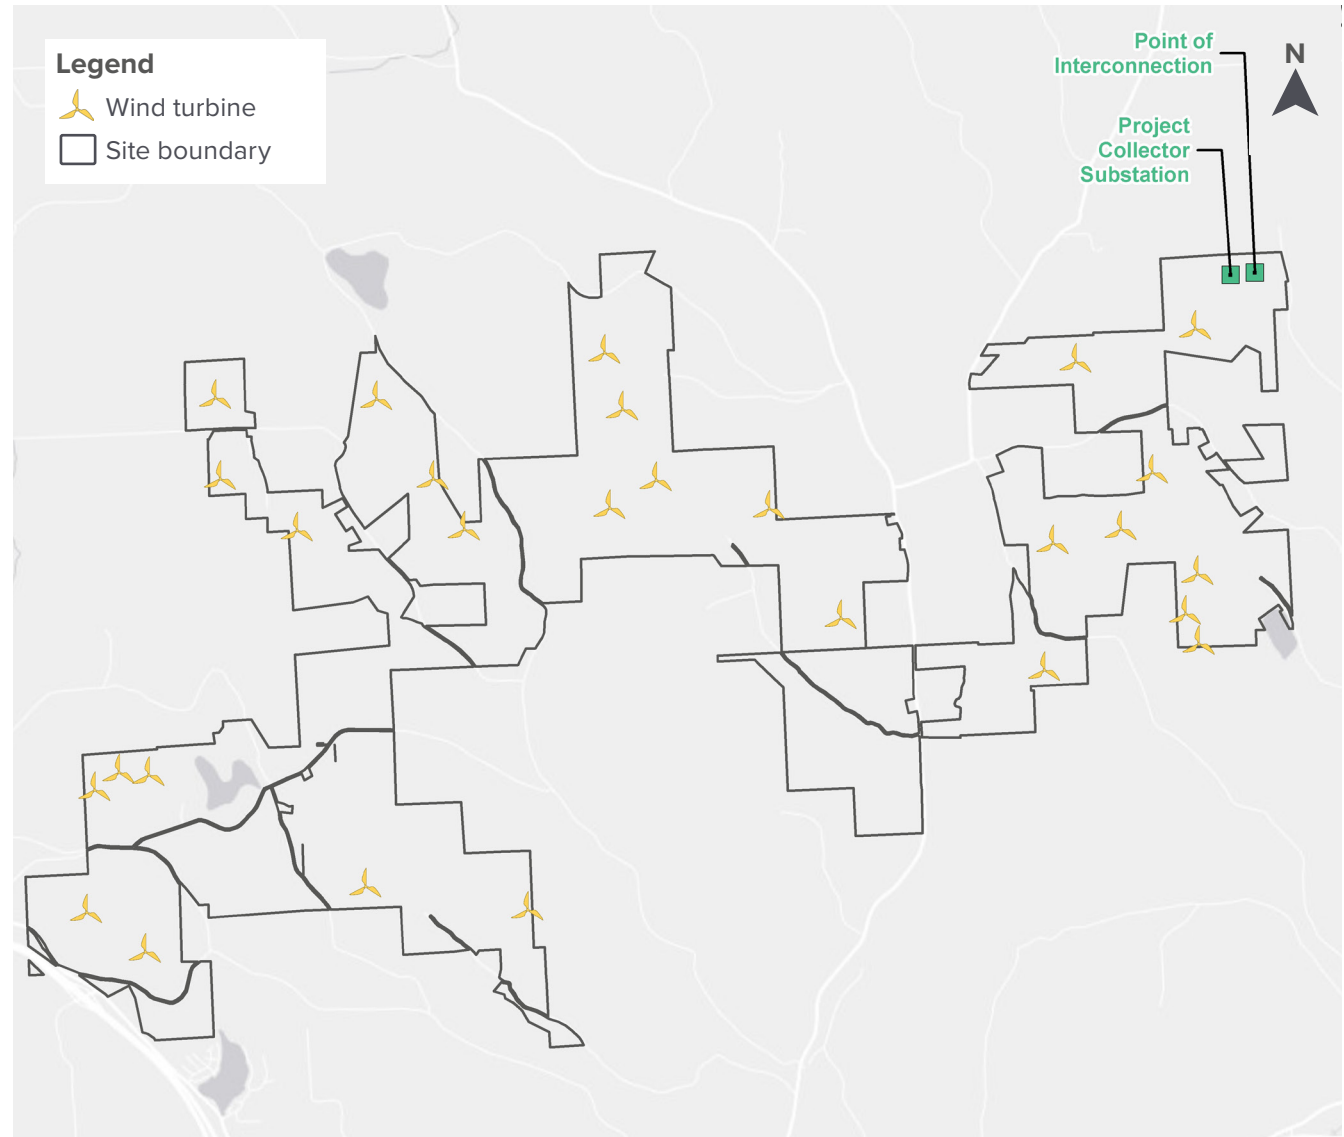 Legend
Wind turbine
Site boundary
Point of
Interconnection
N
Project
Collector
Substation